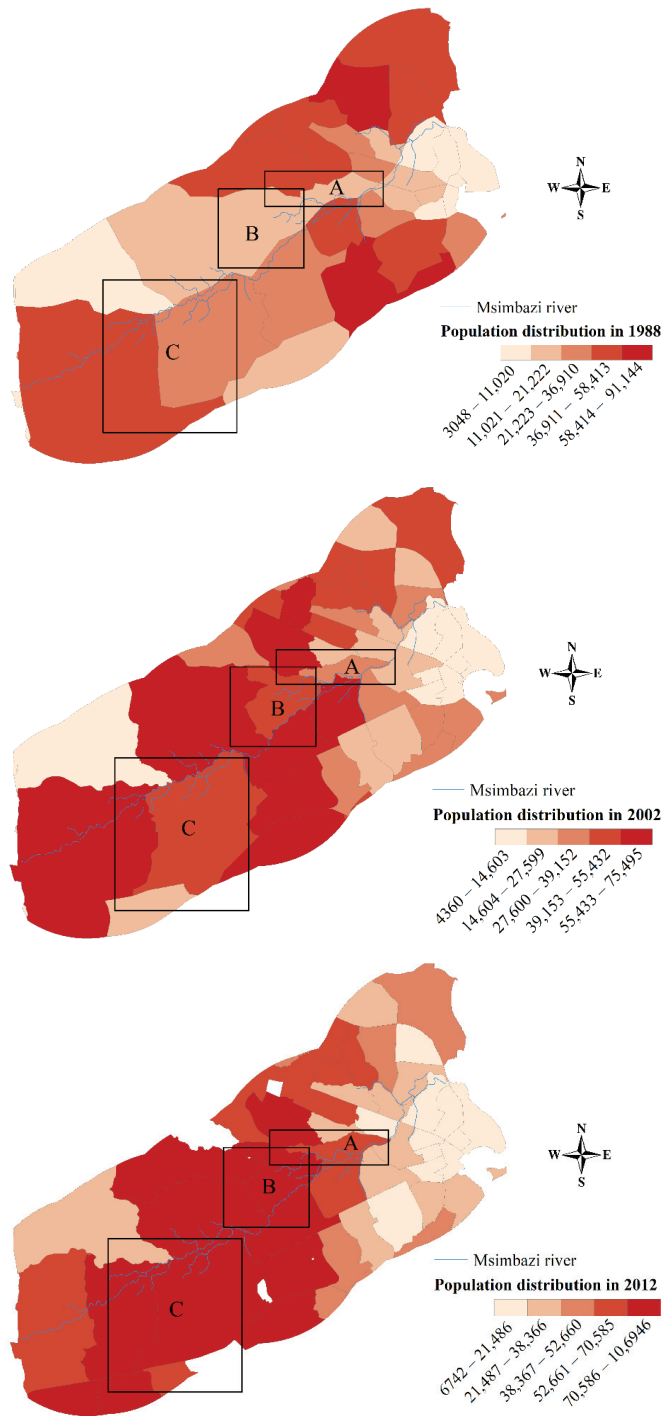 A
B
C
N
W E
S
Msimbazi river
Population distribution in 1988
3048 – 11,020
11,021 – 21,222
21,223 – 36,910
36,911 – 58,413
58,414 – 91,144
A
B
C
N
W E
S
Msimbazi river
Population distribution in 2002
4360 – 14,603
14,604 – 27,599
27,600 – 39,152
39,153 – 55,432
55,433 – 75,495
A
B
C
N
W E
S
Msimbazi river
Population distribution in 2012
6742 – 21,486
21,487 – 38,366
38,367 – 52,660
52,661 – 70,585
70,586 – 10,6946